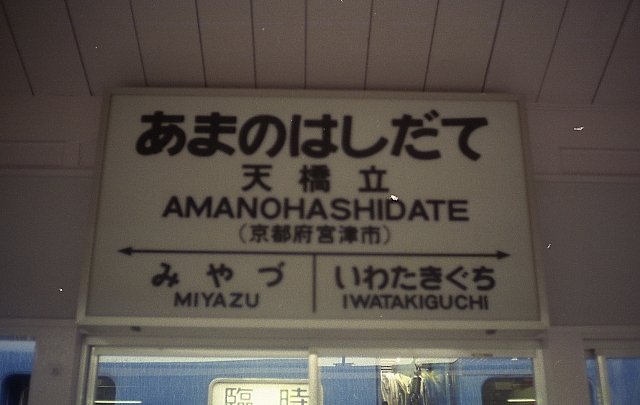 あまのはしだて
天橋立
AMANOHASHIDATE
(京都府宮津市)
みやづ いわたきぐち
MIYAZU IWATAKIGUCHI
臨時